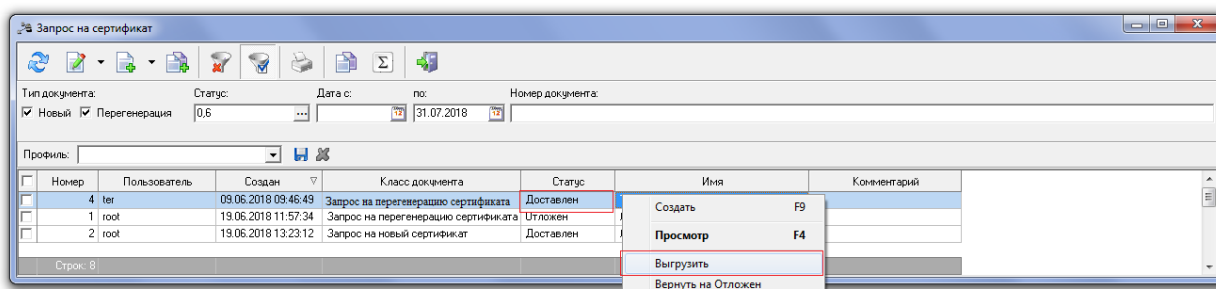 Запрос на сертификат
Тип документа: Статус: Дата с: по: Номер документа:
Новый Перегенерация 0,6 ... 12 31.07.2018 12
Профиль:
Номер Пользователь Создан Класс документа Статус Имя Комментарий
4 ter 09.06.2018 09:46:49 Запрос на перегенерацию сертификата Доставлен
1 root 19.06.2018 11:57:34 Запрос на перегенерацию сертификата Отложен
2 root 19.06.2018 13:23:12 Запрос на новый сертификат Доставлен
Строк: 8
Создать F9
Просмотр F4
Выгрузить
Вернуть на Отложен